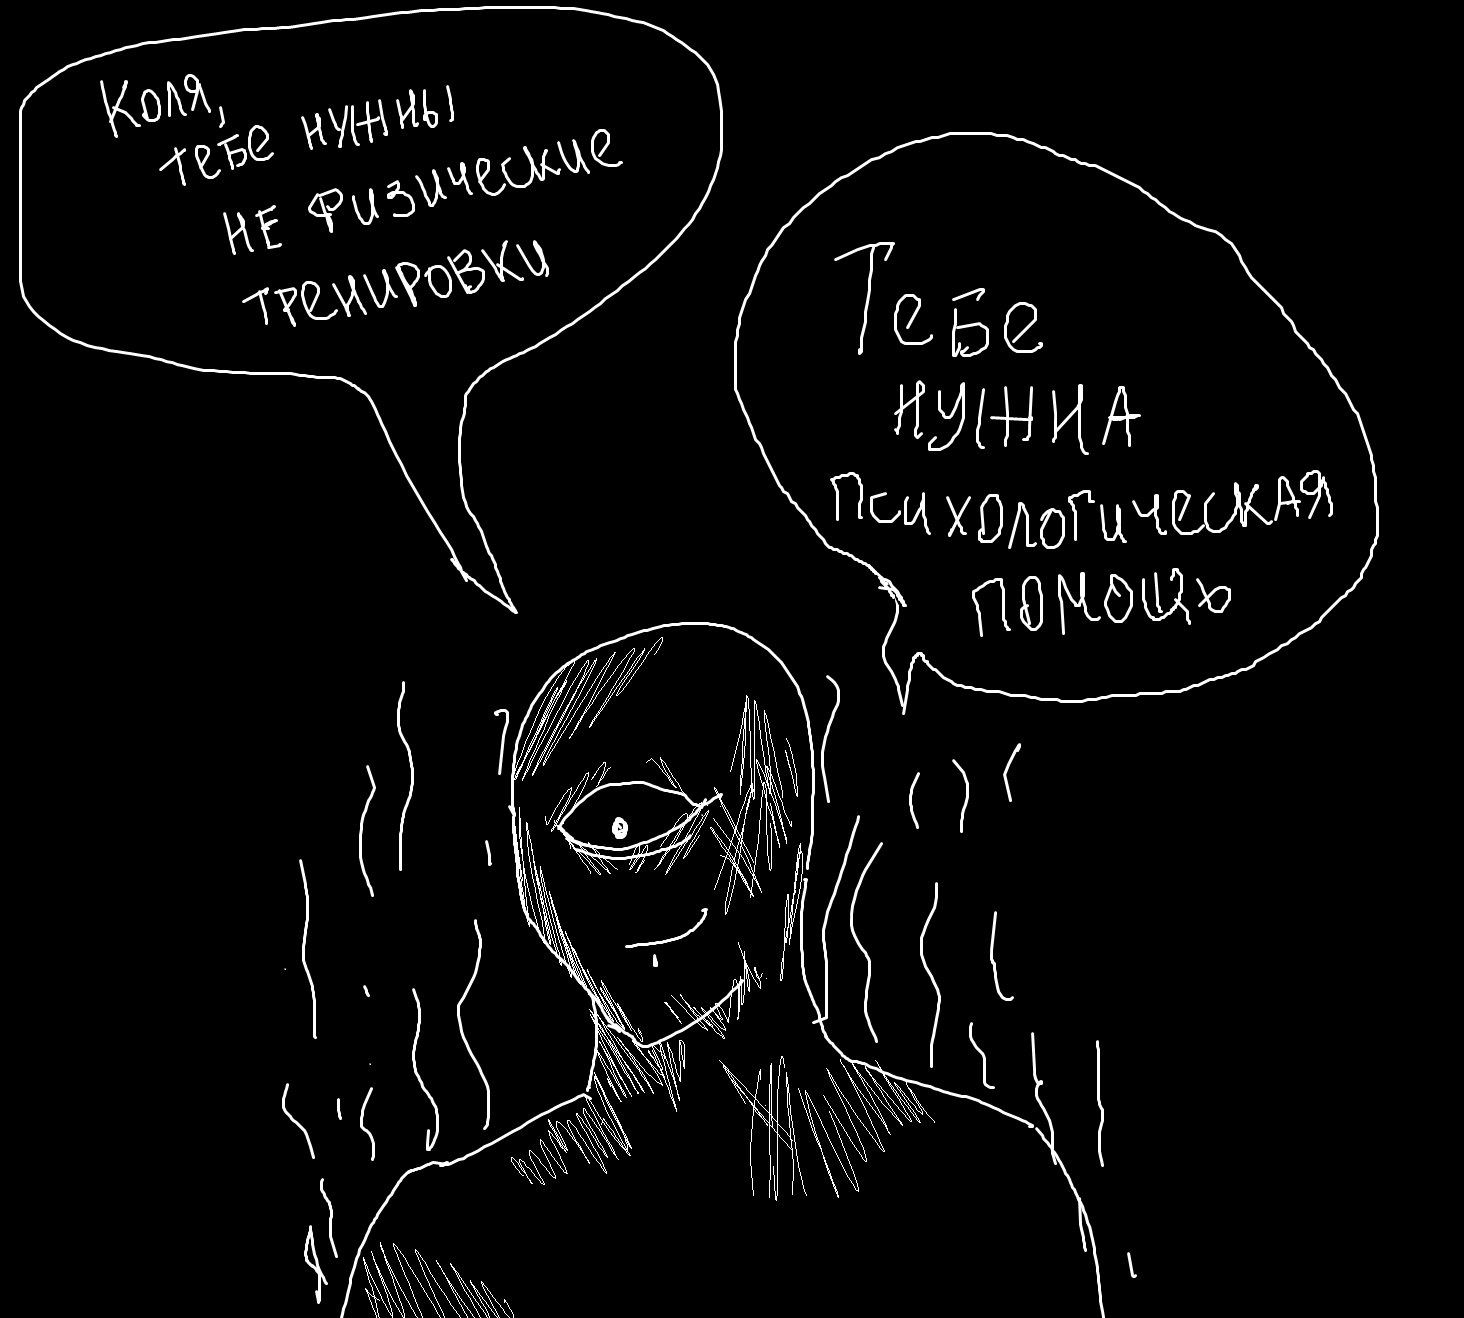 Коля,
тебе нужны
не физические
тренировки
Тебе
нужна
психологическая
помощь